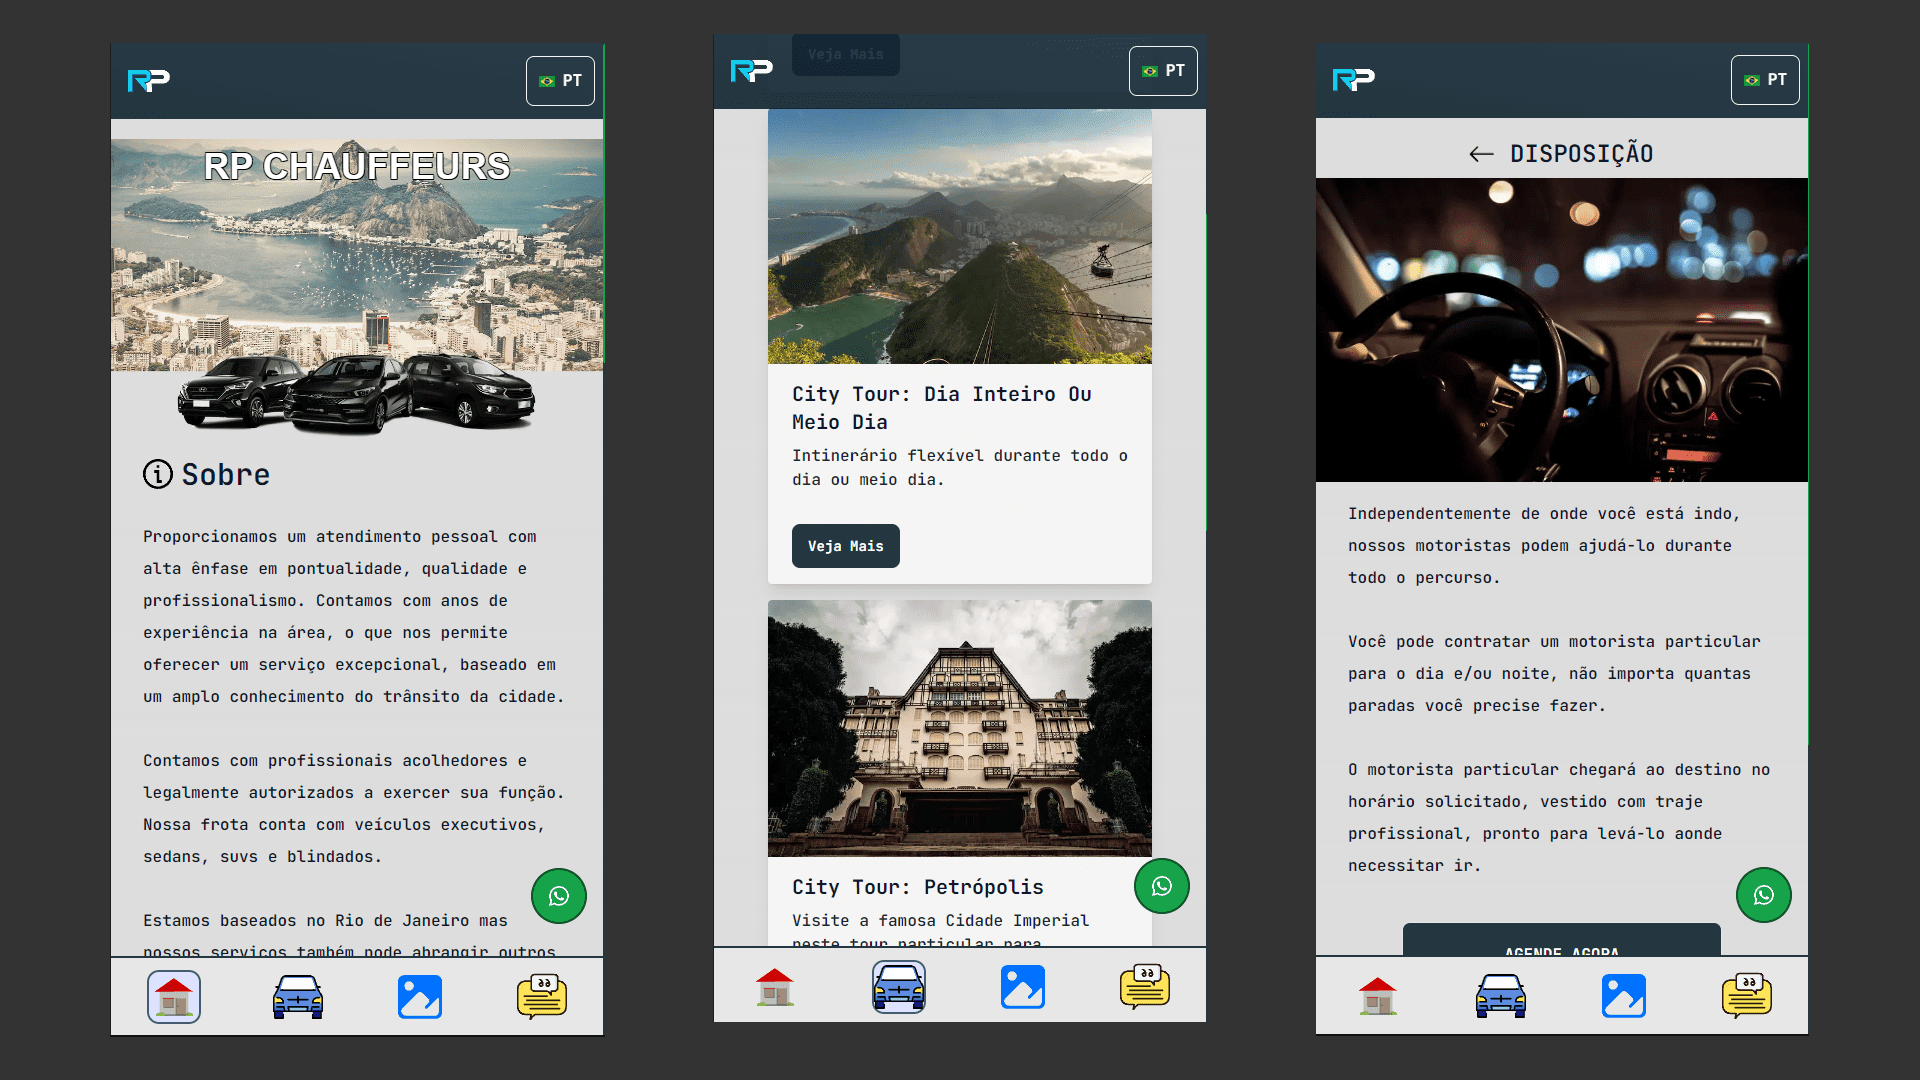 RP
PT
RP CHAUFFEURS
Sobre
Proporcionamos um atendimento pessoal com
alta ênfase em pontualidade, qualidade e
profissionalismo. Contamos com anos de
experiência na área, o que nos permite
oferecer um serviço excepcional, baseado em
um amplo conhecimento do trânsito da cidade.
Contamos com profissionais acolhedores e
legalmente autorizados a exercer sua função.
Nossa frota conta com veículos executivos,
sedans, suvs e blindados.
Estamos baseados no Rio de Janeiro mas
nossos serviços também pode abrangir outros
RP
Veja Mais
PT
City Tour: Dia Inteiro Ou
Meio Dia
Intinerário flexível durante todo o
dia ou meio dia.
Veja Mais
City Tour: Petrópolis
Visite a famosa Cidade Imperial
neste tour particular para
RP
PT
← DISPOSIÇÃO
Independentemente de onde você está indo,
nossos motoristas podem ajudá-lo durante
todo o percurso.
Você pode contratar um motorista particular
para o dia e/ou noite, não importa quantas
paradas você precise fazer.
O motorista particular chegará ao destino no
horário solicitado, vestido com traje
profissional, pronto para levá-lo aonde
necessitar ir.
AGENDE AGORA